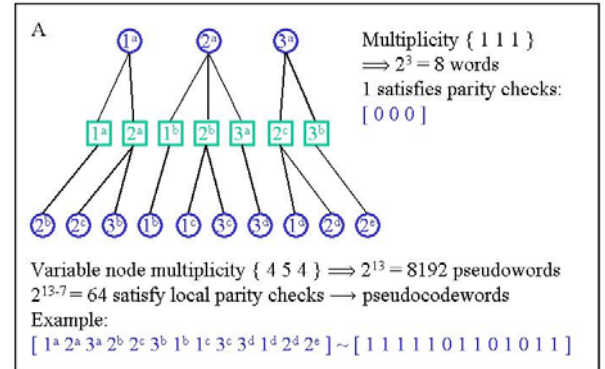 A
1ᵃ 2ᵃ 3ᵃ
Multiplicity { 1 1 1 }
⟹ 2³ = 8 words
1 satisfies parity checks:
[ 0 0 0 ]
1ᵃ 2ᵃ 1ᵇ 2ᵇ 3ᵃ 2ᶜ 3ᵇ
2ᵇ 2ᶜ 3ᵇ 1ᵇ 1ᶜ 3ᶜ 3ᵈ 1ᵈ 2ᵈ 2ᵉ
Variable node multiplicity { 4 5 4 } ⟹ 2¹³ = 8192 pseudowords
2¹³⁻⁷ = 64 satisfy local parity checks → pseudocodewords
Example:
[ 1ᵃ 2ᵃ 3ᵃ 2ᵇ 2ᶜ 3ᵇ 1ᵇ 1ᶜ 3ᶜ 3ᵈ 1ᵈ 2ᵈ 2ᵉ ] ~ [ 1 1 1 1 1 0 1 1 0 1 0 1 1 ]